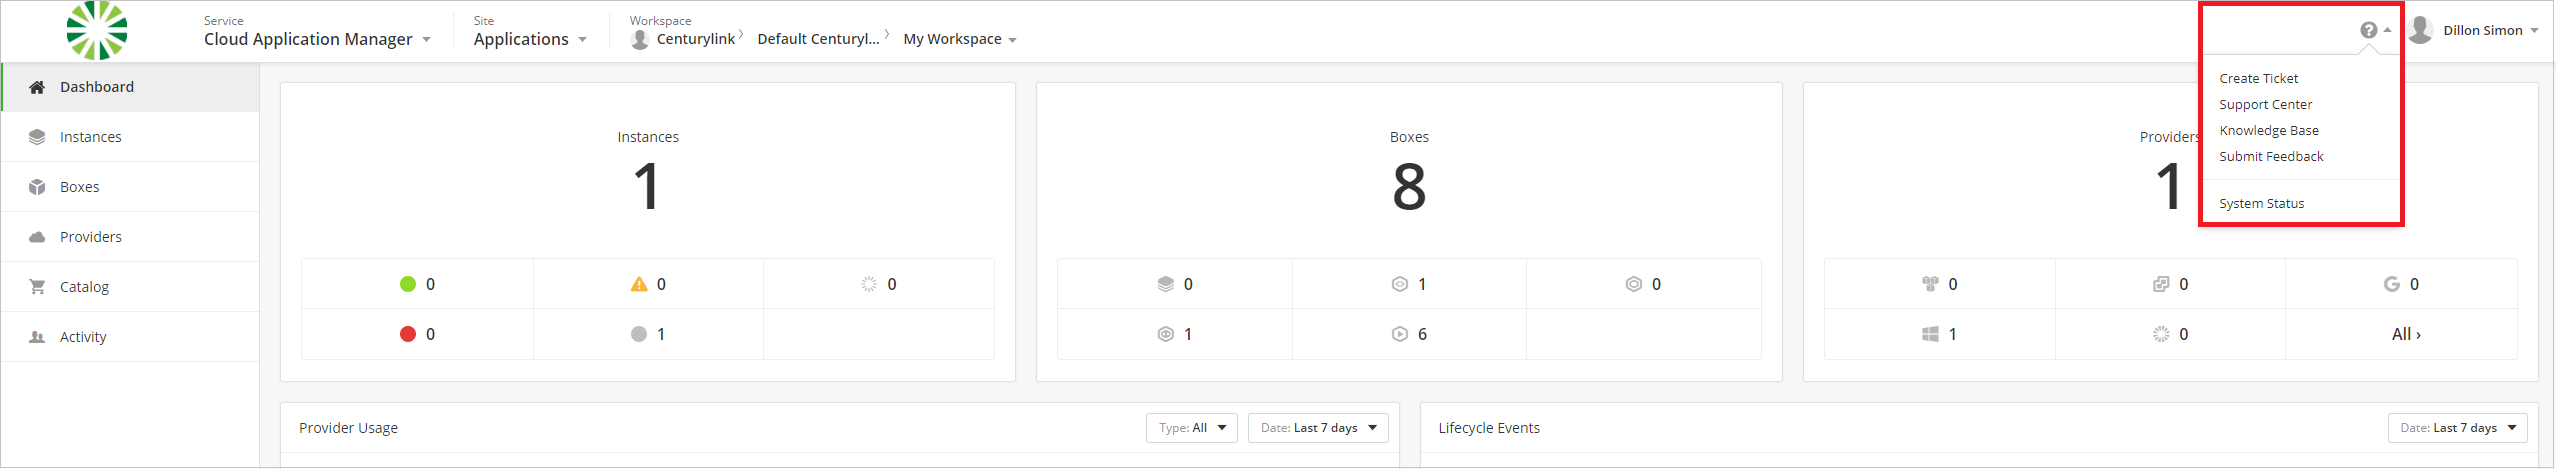 Service
Cloud Application Manager
Site
Applications
Workspace
Centurylink
Default Centuryl...
My Workspace
Dillon Simon
Create Ticket
Support Center
Knowledge Base
Submit Feedback
System Status
Dashboard
Instances
Boxes
Providers
Catalog
Activity
Instances
1
0 0 0
0 1
Boxes
8
0 1 0
1 6
Providers
1
0 0 0
1 0 All ›
Provider Usage
Type: All
Date: Last 7 days
Lifecycle Events
Date: Last 7 days